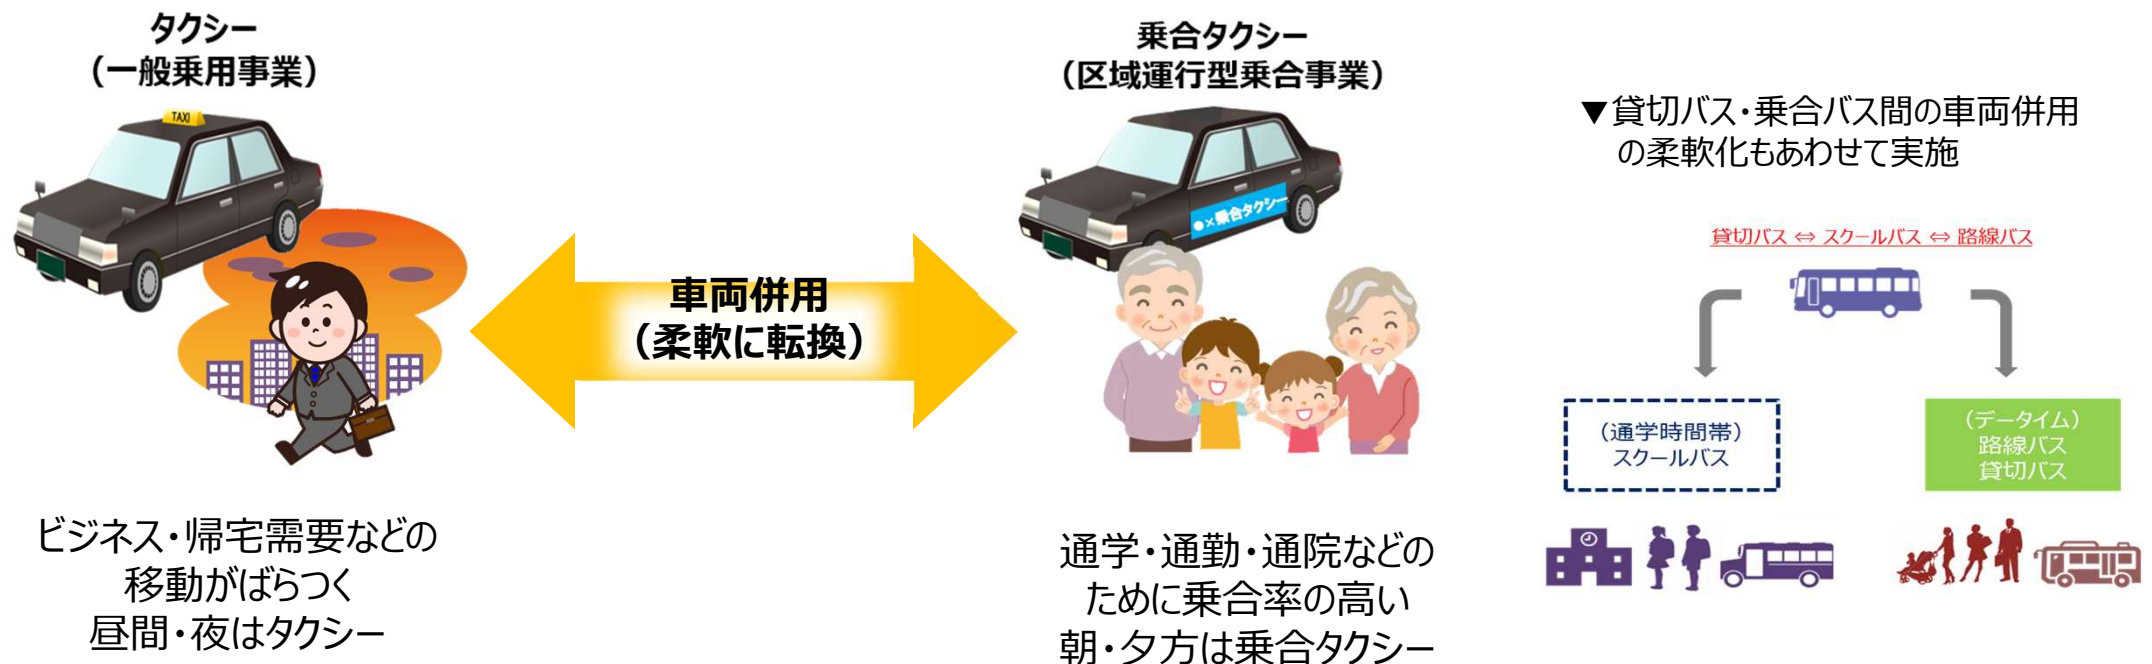 タクシー
（一般乗用事業）
TAXI
ビジネス・帰宅需要などの
移動がばらつく
昼間・夜はタクシー
車両併用
（柔軟に転換）
乗合タクシー
（区域運行型乗合事業）
●×乗合タクシー
通学・通勤・通院などの
ために乗合率の高い
朝・夕方は乗合タクシー
▼貸切バス・乗合バス間の車両併用
の柔軟化もあわせて実施
貸切バス ⇔ スクールバス ⇔ 路線バス
（通学時間帯）
スクールバス
（データイム）
路線バス
貸切バス